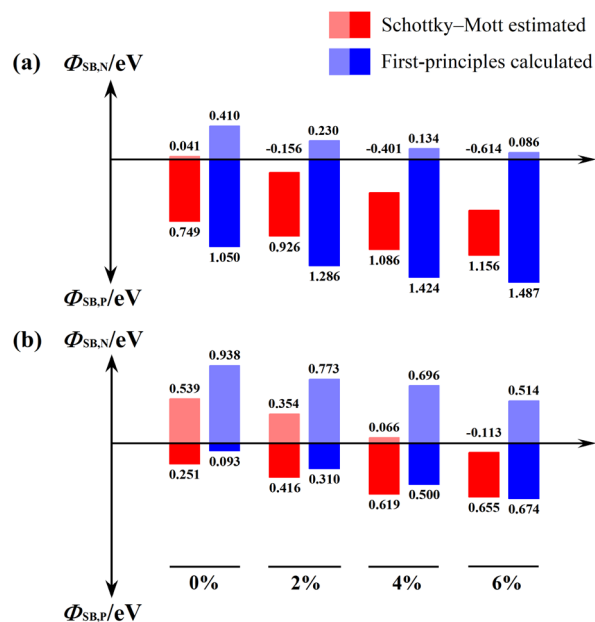 Schottky–Mott estimated
First-principles calculated
(a)
ΦSB,N/eV
0.041 0.410 -0.156 0.230 -0.401 0.134 -0.614 0.086
0.749 1.050 0.926 1.286 1.086 1.424 1.156 1.487
ΦSB,P/eV
(b)
ΦSB,N/eV
0.539 0.938 0.354 0.773 0.066 0.696 -0.113 0.514
0.251 0.093 0.416 0.310 0.619 0.500 0.655 0.674
0% 2% 4% 6%
ΦSB,P/eV